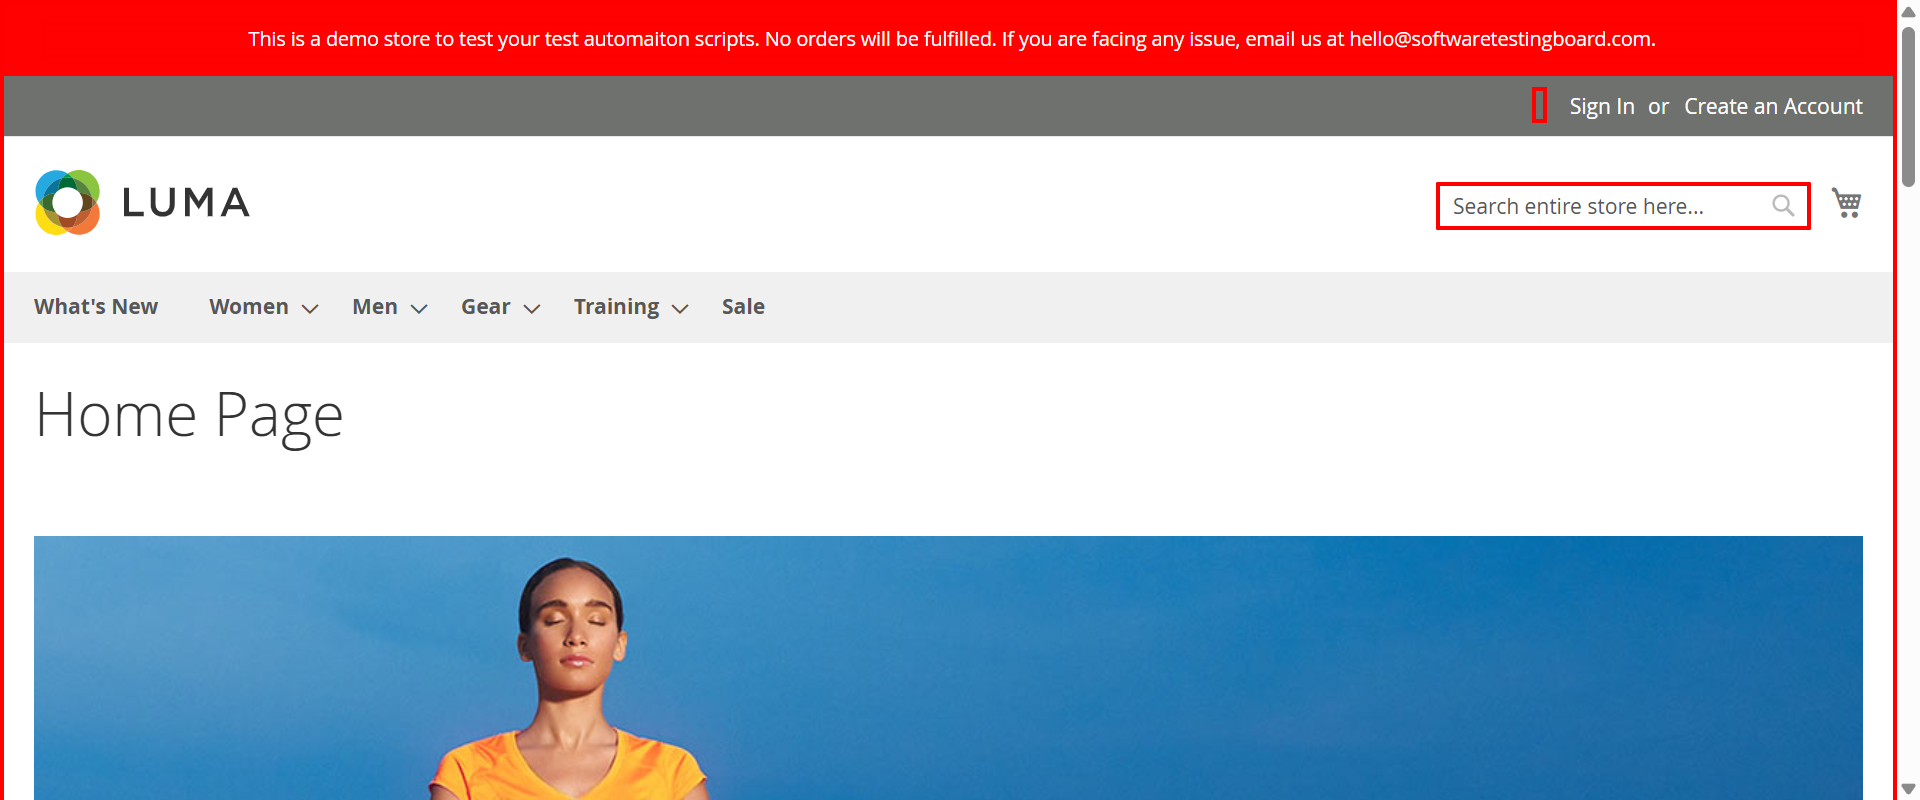 This is a demo store to test your test automaiton scripts. No orders will be fulfilled. If you are facing any issue, email us at hello@softwaretestingboard.com.
Sign In or Create an Account
LUMA
Search entire store here...
What's New Women Men Gear Training Sale
Home Page